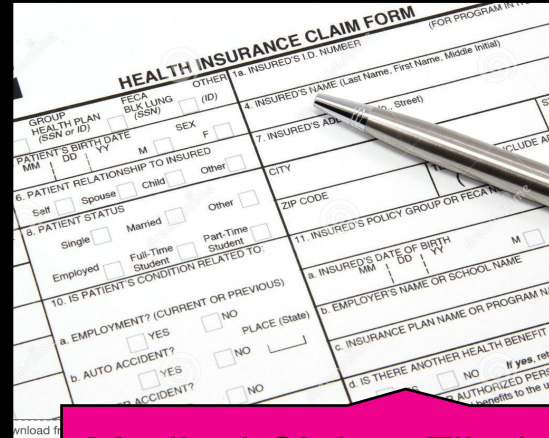 HEALTH INSURANCE CLAIM FORM
(FOR PROGRAM IN
GROUP
HEALTH PLAN
(SSN or ID)
FECA
BLK LUNG
(SSN)
OTHER
(ID)
1a. INSURED'S I.D. NUMBER
PATIENT'S BIRTH DATE
MM DD YY
SEX
M F
4. INSURED'S NAME (Last Name, First Name, Middle Initial)
6. PATIENT RELATIONSHIP TO INSURED
Self Spouse Child Other
7. INSURED'S
Street)
8. PATIENT STATUS
Single Married Other
CITY
Employed Full-Time Student Part-Time Student
ZIP CODE
10. IS PATIENT'S CONDITION RELATED TO:
11. INSURED'S POLICY GROUP OR FECA
a. EMPLOYMENT? (CURRENT OR PREVIOUS)
YES NO
a. INSURED'S DATE OF BIRTH
MM DD YY
M
b. AUTO ACCIDENT?
PLACE (State)
YES NO
b. EMPLOYER'S NAME OR SCHOOL NAME
ACCIDENT?
NO
c. INSURANCE PLAN NAME OR PROGRAM
d. IS THERE ANOTHER HEALTH BENEFIT
YES NO If yes,
AUTHORIZED
benefits to the